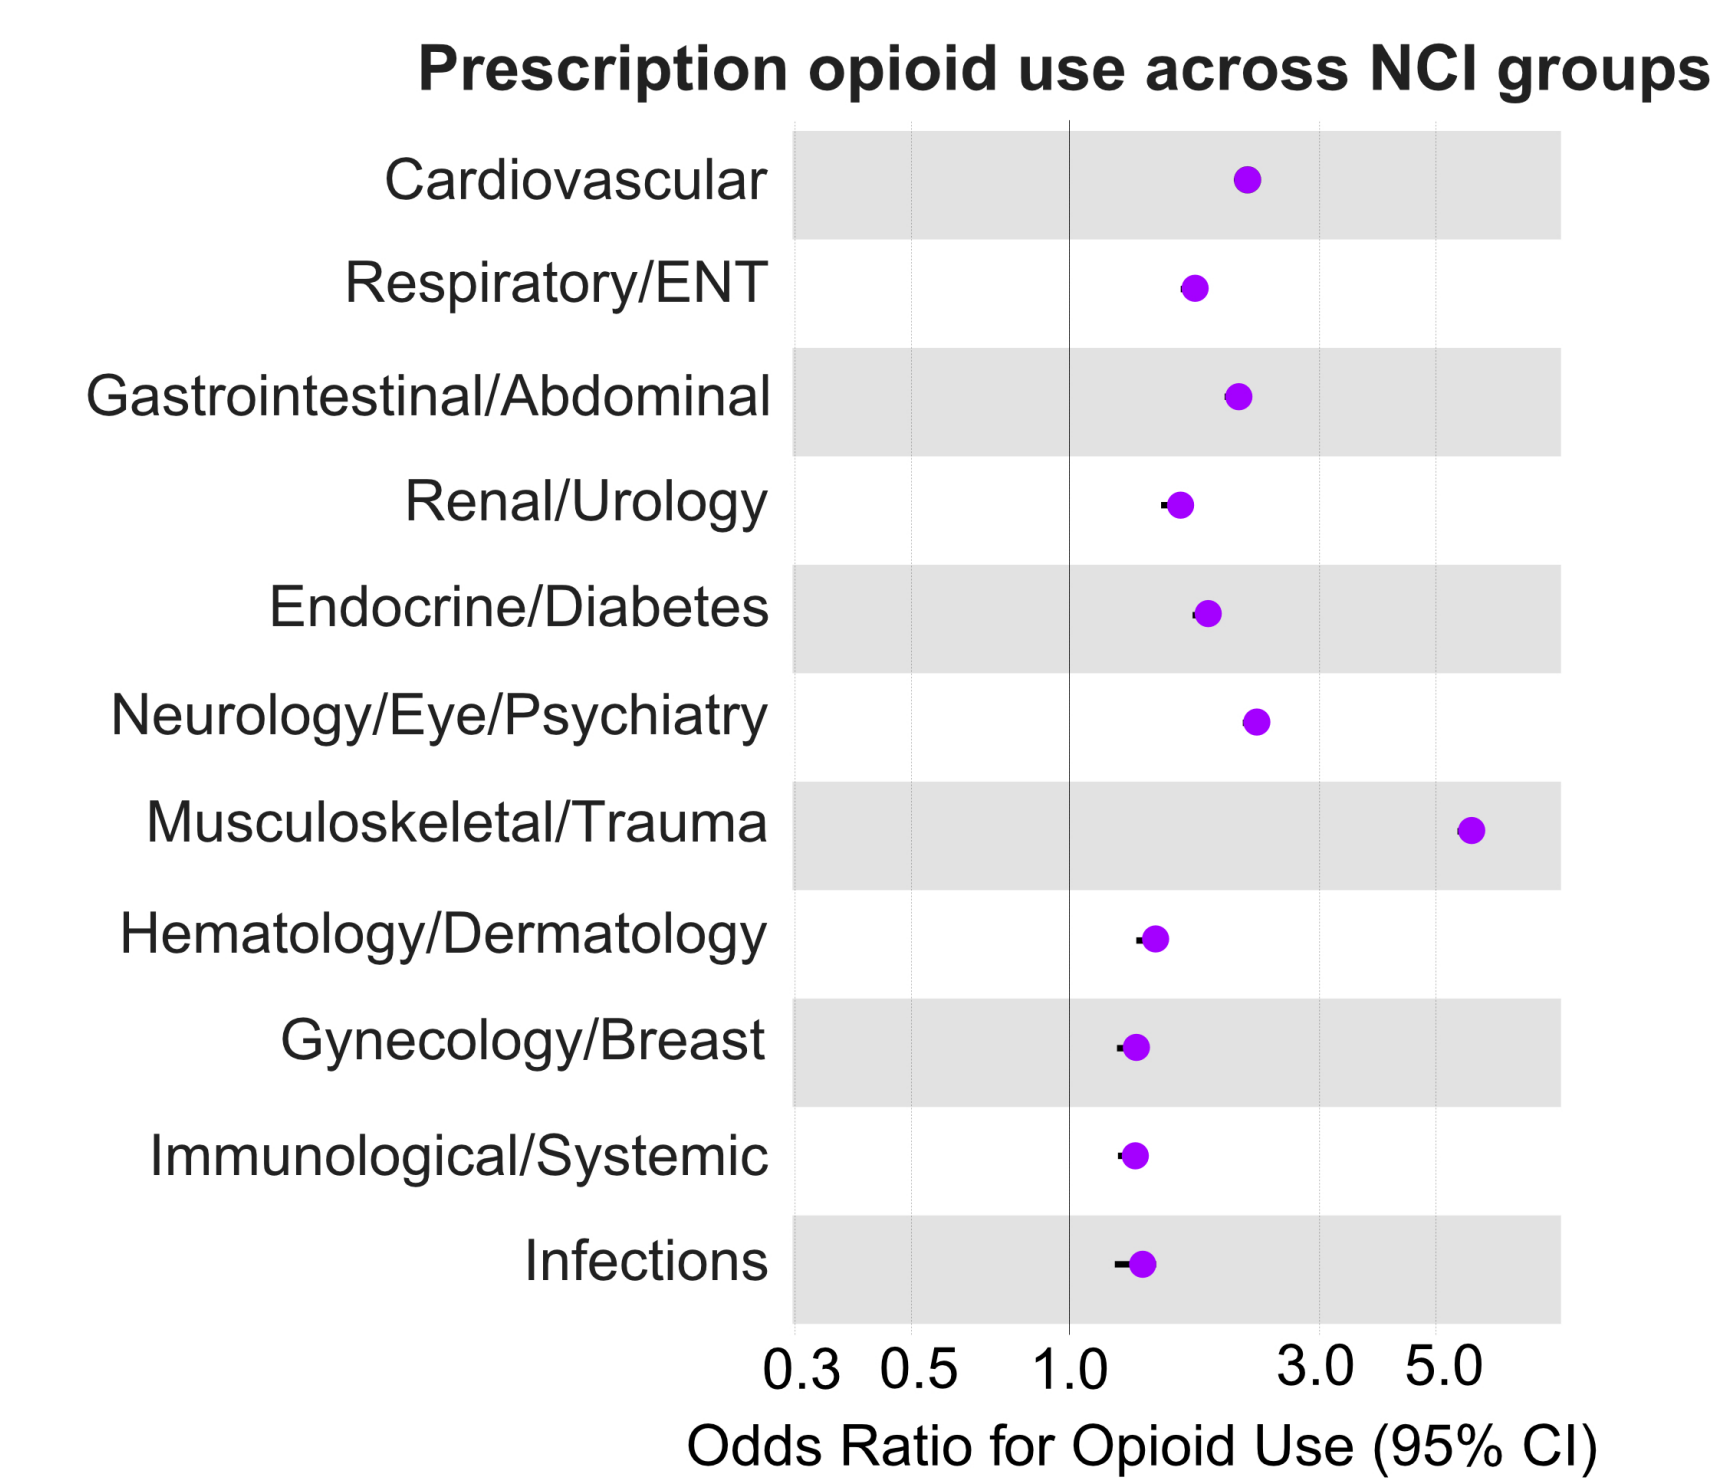 Prescription opioid use across NCI groups
Cardiovascular
Respiratory/ENT
Gastrointestinal/Abdominal
Renal/Urology
Endocrine/Diabetes
Neurology/Eye/Psychiatry
Musculoskeletal/Trauma
Hematology/Dermatology
Gynecology/Breast
Immunological/Systemic
Infections
0.3 0.5 1.0 3.0 5.0
Odds Ratio for Opioid Use (95% CI)